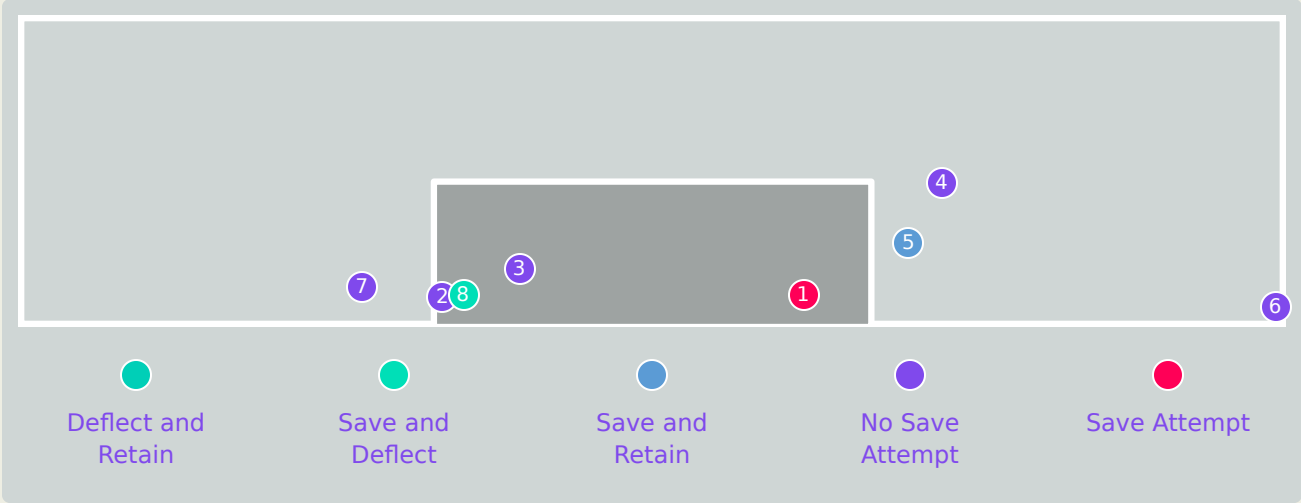 4
5
3
7
2
8
1
6
Deflect and
Retain
Save and
Deflect
Save and
Retain
No Save
Attempt
Save Attempt